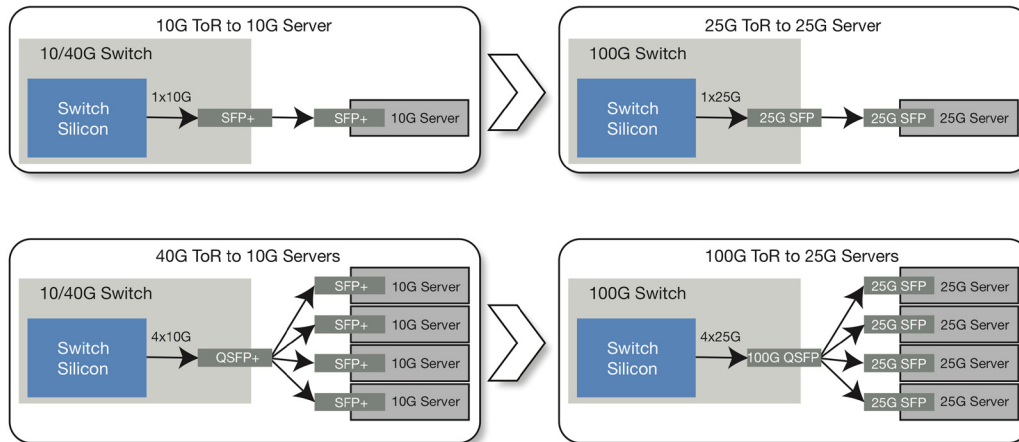 10G ToR to 10G Server
10/40G Switch
Switch
Silicon
1x10G
SFP+
SFP+
10G Server
25G ToR to 25G Server
100G Switch
Switch
Silicon
1x25G
25G SFP
25G SFP
25G Server
40G ToR to 10G Servers
10/40G Switch
Switch
Silicon
4x10G
QSFP+
SFP+
10G Server
SFP+
10G Server
SFP+
10G Server
SFP+
10G Server
100G ToR to 25G Servers
100G Switch
Switch
Silicon
4x25G
100G QSFP
25G SFP
25G Server
25G SFP
25G Server
25G SFP
25G Server
25G SFP
25G Server